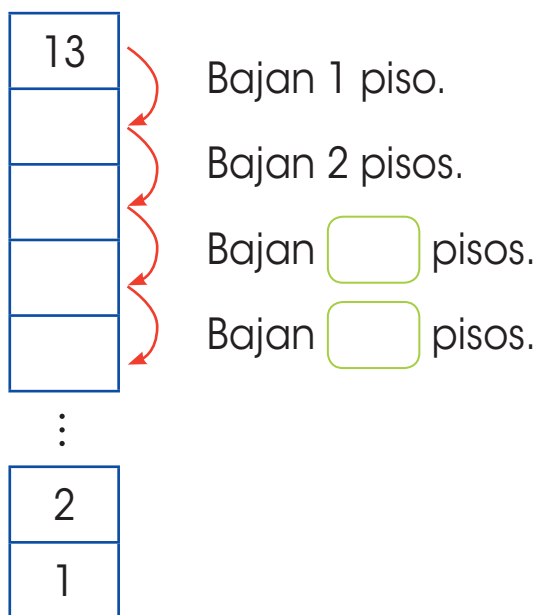 13
Bajan 1 piso.
Bajan 2 pisos.
Bajan pisos.
Bajan pisos.
⋮
2
1